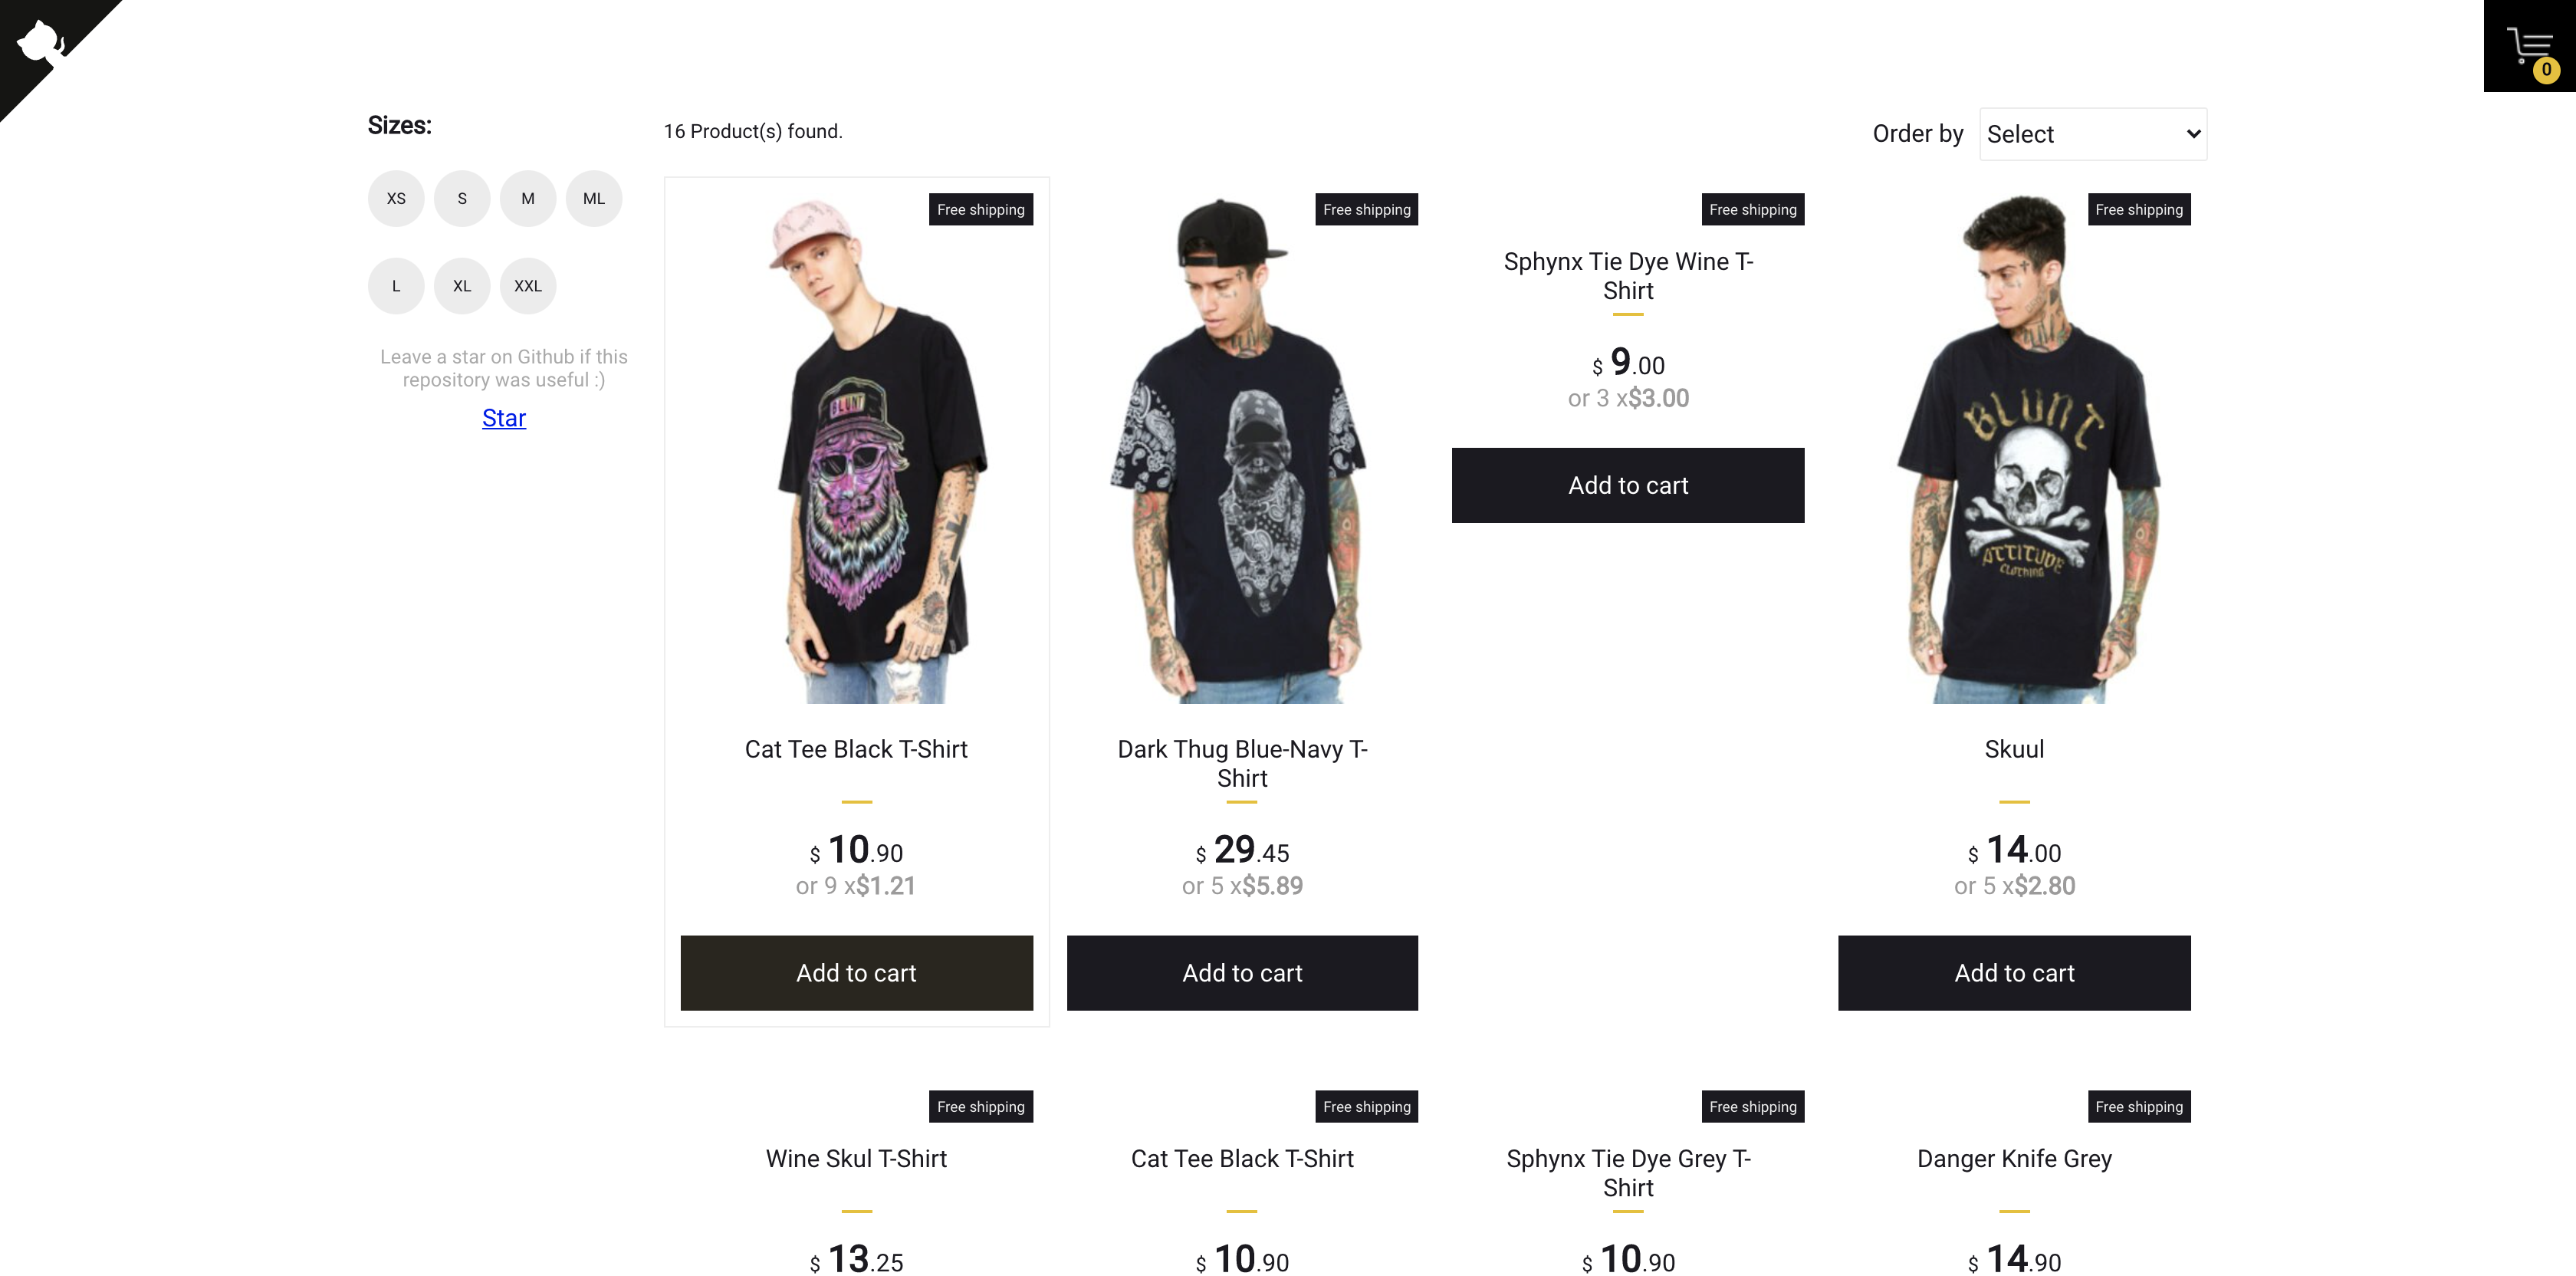 0
Sizes:
16 Product(s) found.
Order by
Select
XS
S
M
ML
L
XL
XXL
Leave a star on Github if this
repository was useful :)
Star
Free shipping
BLUNT
Cat Tee Black T-Shirt
$ 10.90
or 9 x$1.21
Add to cart
Free shipping
Dark Thug Blue-Navy T-
Shirt
$ 29.45
or 5 x$5.89
Add to cart
Free shipping
Sphynx Tie Dye Wine T-
Shirt
$ 9.00
or 3 x$3.00
Add to cart
Free shipping
BLUNT
ATTITUDE
CLOTHING
Skuul
$ 14.00
or 5 x$2.80
Add to cart
Free shipping
Wine Skul T-Shirt
$ 13.25
Free shipping
Cat Tee Black T-Shirt
$ 10.90
Free shipping
Sphynx Tie Dye Grey T-
Shirt
$ 10.90
Free shipping
Danger Knife Grey
$ 14.90